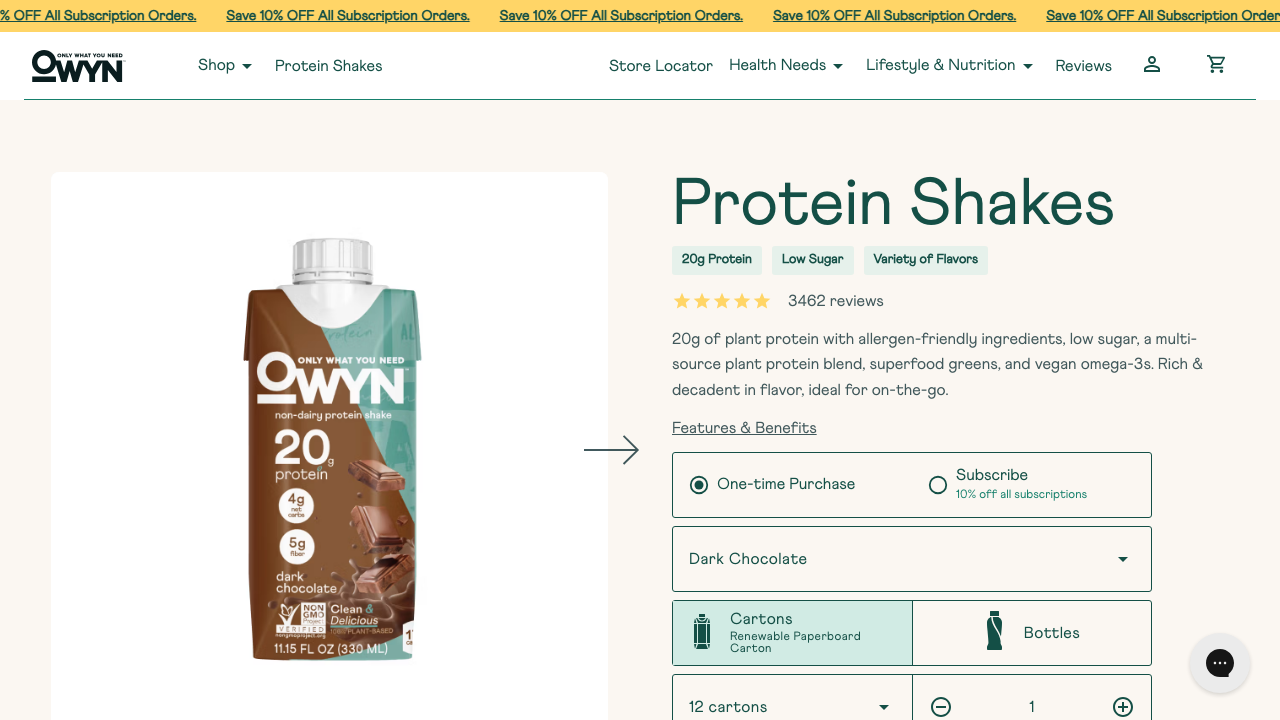 % OFF All Subscription Orders. Save 10% OFF All Subscription Orders. Save 10% OFF All Subscription Orders. Save 10% OFF All Subscription Orders. Save 10% OFF All Subscription Order
ONLY WHAT YOU NEED
OWYN
Shop
Protein Shakes
Store Locator
Health Needs
Lifestyle & Nutrition
Reviews
Protein Shakes
20g Protein
Low Sugar
Variety of Flavors
3462 reviews
20g of plant protein with allergen-friendly ingredients, low sugar, a multi-
source plant protein blend, superfood greens, and vegan omega-3s. Rich &
decadent in flavor, ideal for on-the-go.
Features & Benefits
One-time Purchase
Subscribe
10% off all subscriptions
Dark Chocolate
Cartons
Renewable Paperboard
Carton
Bottles
12 cartons
1
protein
ONLY WHAT YOU NEED
OWYN
non-dairy protein shake
20g
protein
4g
net
carbs
5g
fiber
dark
chocolate
NON
GMO
Project
VERIFIED
nongmoproject.org
Clean &
Delicious
100% PLANT-BASED
11.15 FL OZ (330 ML)